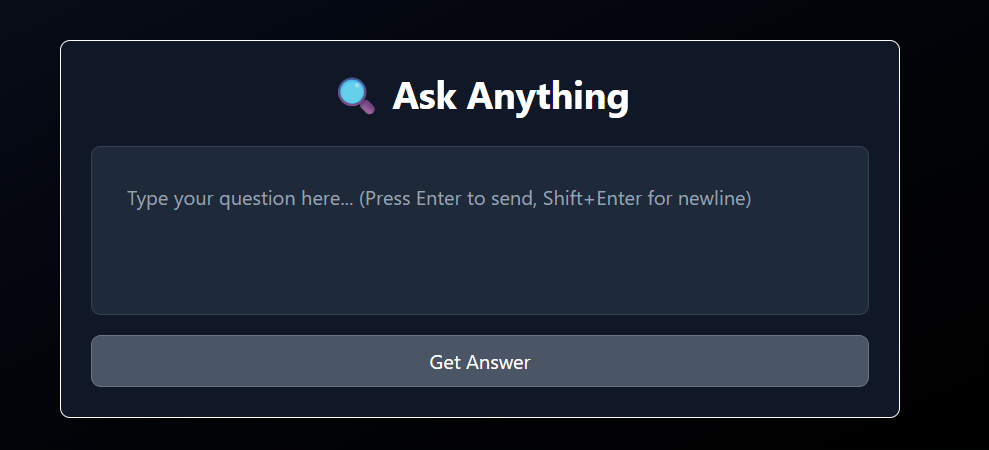 Ask Anything
Type your question here... (Press Enter to send, Shift+Enter for newline)
Get Answer